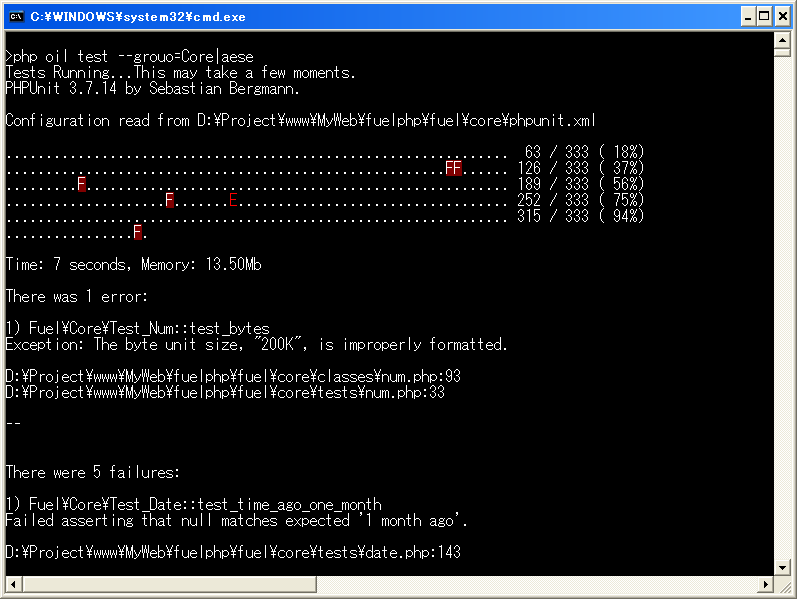 C:¥WINDOWS¥system32¥cmd.exe
>php oil test --grouo=Core|aese
Tests Running...This may take a few moments.
PHPUnit 3.7.14 by Sebastian Bergmann.
Configuration read from D:¥Project¥www¥MyWeb¥fuelphp¥fuel¥core¥phpunit.xml
...............................................................  63 / 333 ( 18%)
.......................................................FF...... 126 / 333 ( 37%)
.........F..................................................... 189 / 333 ( 56%)
....................F.......E.................................. 252 / 333 ( 75%)
............................................................... 315 / 333 ( 94%)
................F.
Time: 7 seconds, Memory: 13.50Mb
There was 1 error:
1) Fuel¥Core¥Test_Num::test_bytes
Exception: The byte unit size, "200K", is improperly formatted.
D:¥Project¥www¥MyWeb¥fuelphp¥fuel¥core¥classes¥num.php:93
D:¥Project¥www¥MyWeb¥fuelphp¥fuel¥core¥tests¥num.php:33
--
There were 5 failures:
1) Fuel¥Core¥Test_Date::test_time_ago_one_month
Failed asserting that null matches expected '1 month ago'.
D:¥Project¥www¥MyWeb¥fuelphp¥fuel¥core¥tests¥date.php:143